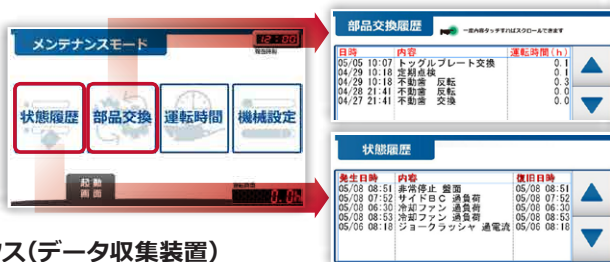 メンテナンスモード
12:00
現在時刻
状態履歴
部品交換
運転時間
機械設定
起動
画面
運転時間
0.0h
部品交換履歴
一度内容タッチすればスクロールできます
日時 内容 運転時間(h)
05/05 10:07 トッグルプレート交換 0.1
04/29 10:18 定期点検 0.1
04/29 10:18 不動歯 反転 0.3
04/28 21:41 不動歯 反転 0.0
04/27 21:41 不動歯 交換 0.0
状態履歴
発生日時 内容 復旧日時
05/08 08:51 非常停止 盤面 05/08 08:51
05/08 07:52 サイドBC 過負荷 05/08 07:52
05/08 06:30 冷却ファン 過負荷 05/08 06:30
05/08 08:53 冷却ファン 過負荷 05/08 08:53
05/06 08:18 ジョークラッシャ 過電流 05/06 08:18
ス(データ収集装置)